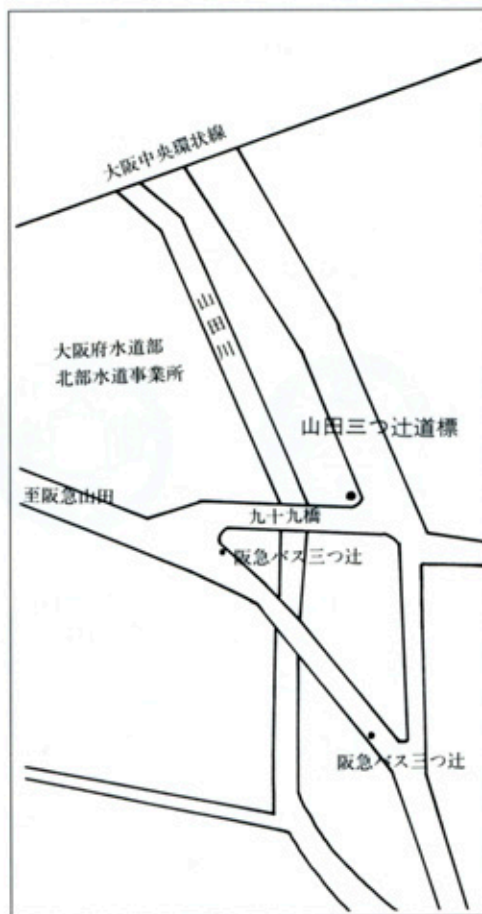 大阪中央環状線
山田川
大阪府水道部
北部水道事業所
山田三つ辻道標
至阪急山田
九十九橋
阪急バス三つ辻
阪急バス三つ辻